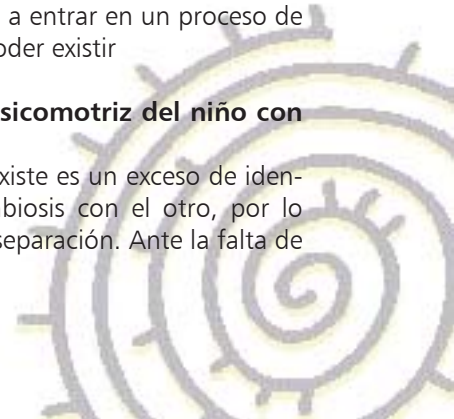 a entrar en un proceso de
oder existir
sicomotriz del niño con
xiste es un exceso de iden-
biosis con el otro, por lo
separación. Ante la falta de